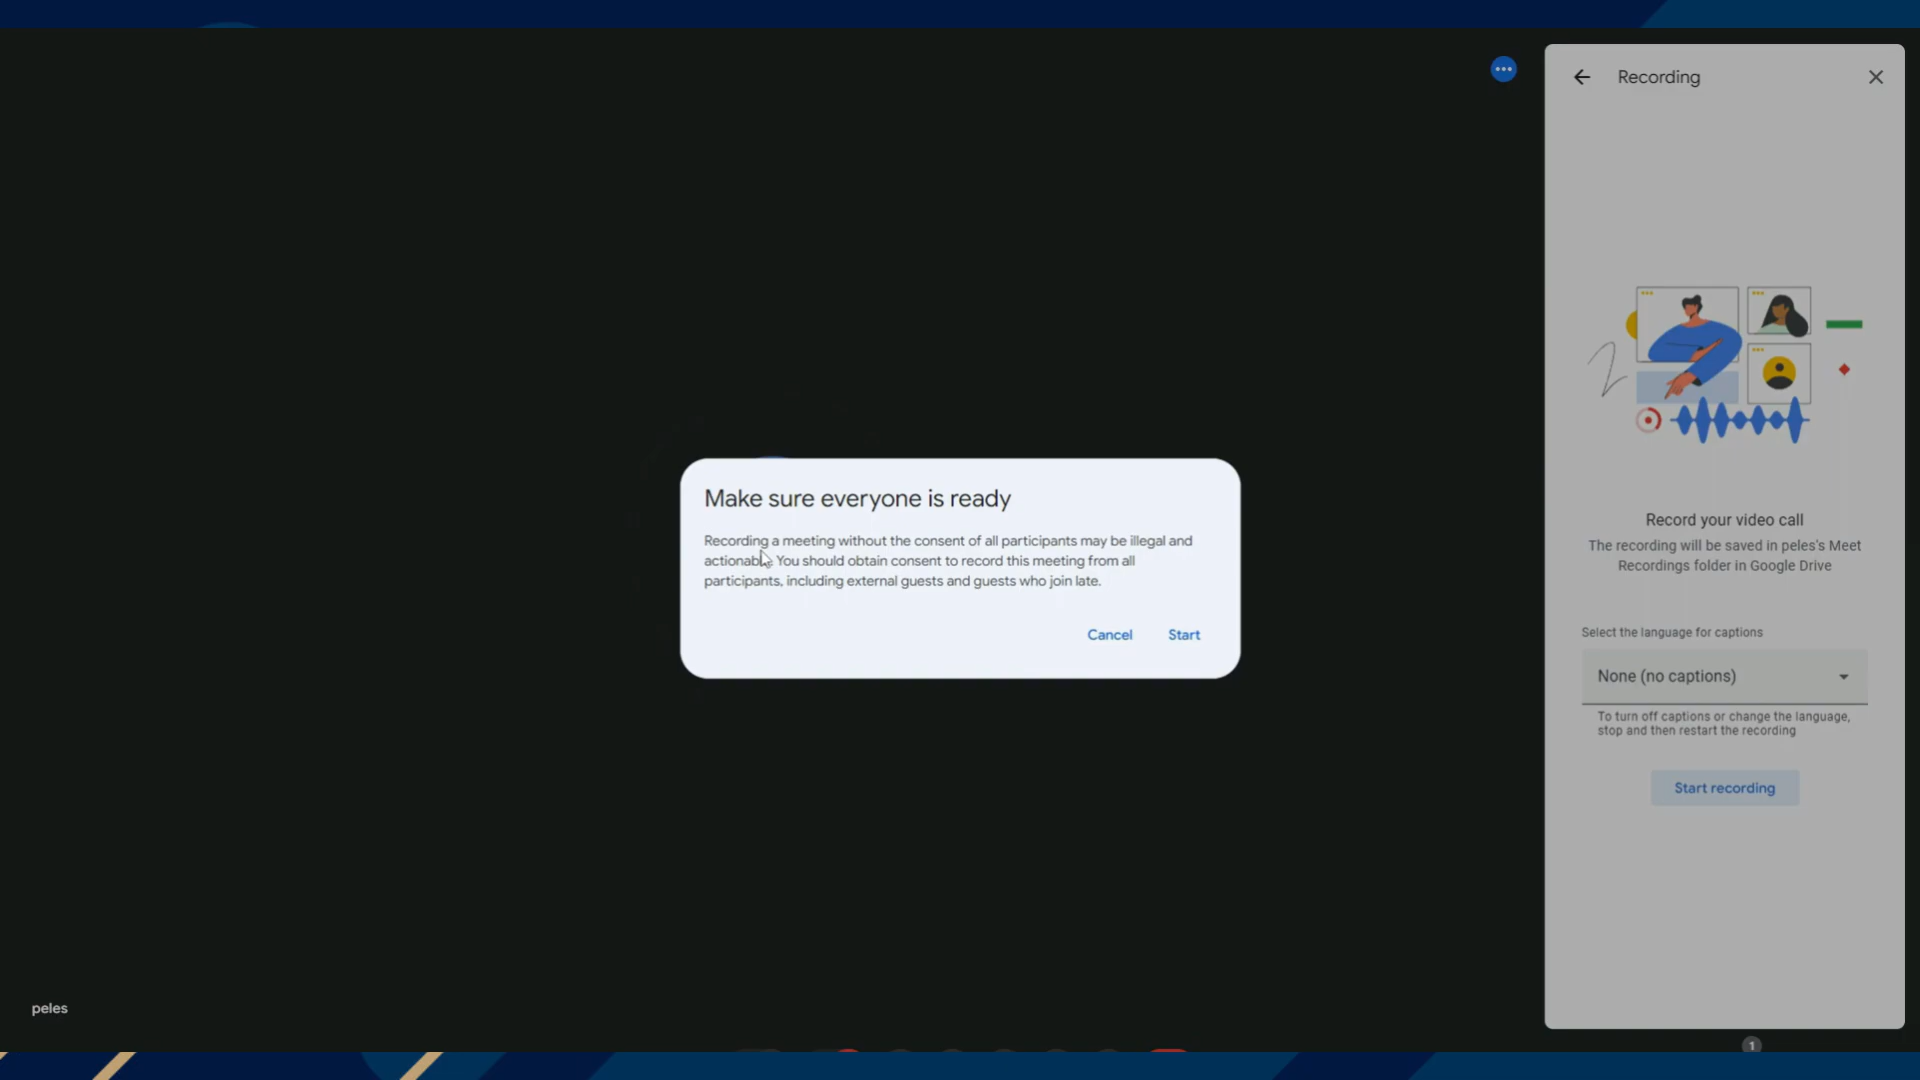 Recording
Make sure everyone is ready
Recording a meeting without the consent of all participants may be illegal and
actionable. You should obtain consent to record this meeting from all
participants, including external guests and guests who join late.
Cancel
Start
Record your video call
The recording will be saved in peles's Meet
Recordings folder in Google Drive
Select the language for captions
None (no captions)
To turn off captions or change the language,
stop and then restart the recording
Start recording
peles
1